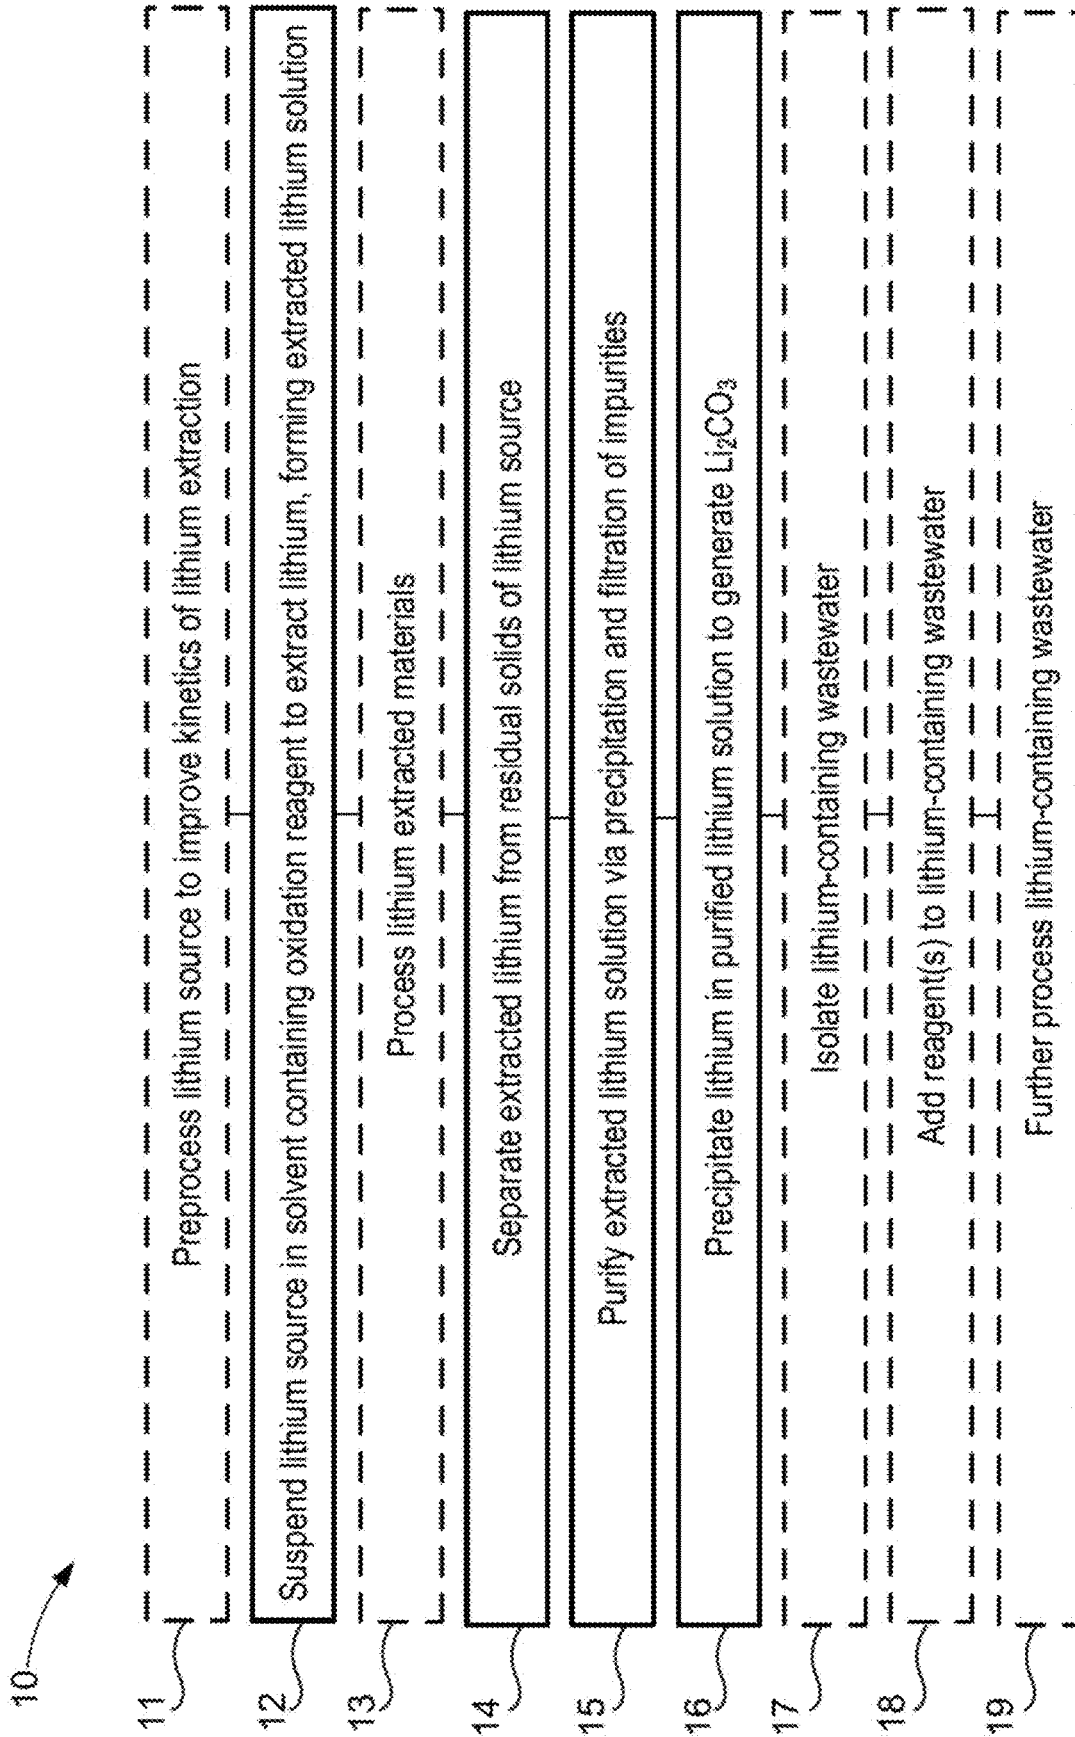 10
11
Preprocess lithium source to improve kinetics of lithium extraction
12
Suspend lithium source in solvent containing oxidation reagent to extract lithium, forming extracted lithium solution
13
Process lithium extracted materials
14
Separate extracted lithium from residual solids of lithium source
15
Purify extracted lithium solution via precipitation and filtration of impurities
16
Precipitate lithium in purified lithium solution to generate Li₂CO₃
17
Isolate lithium-containing wastewater
18
Add reagent(s) to lithium-containing wastewater
19
Further process lithium-containing wastewater